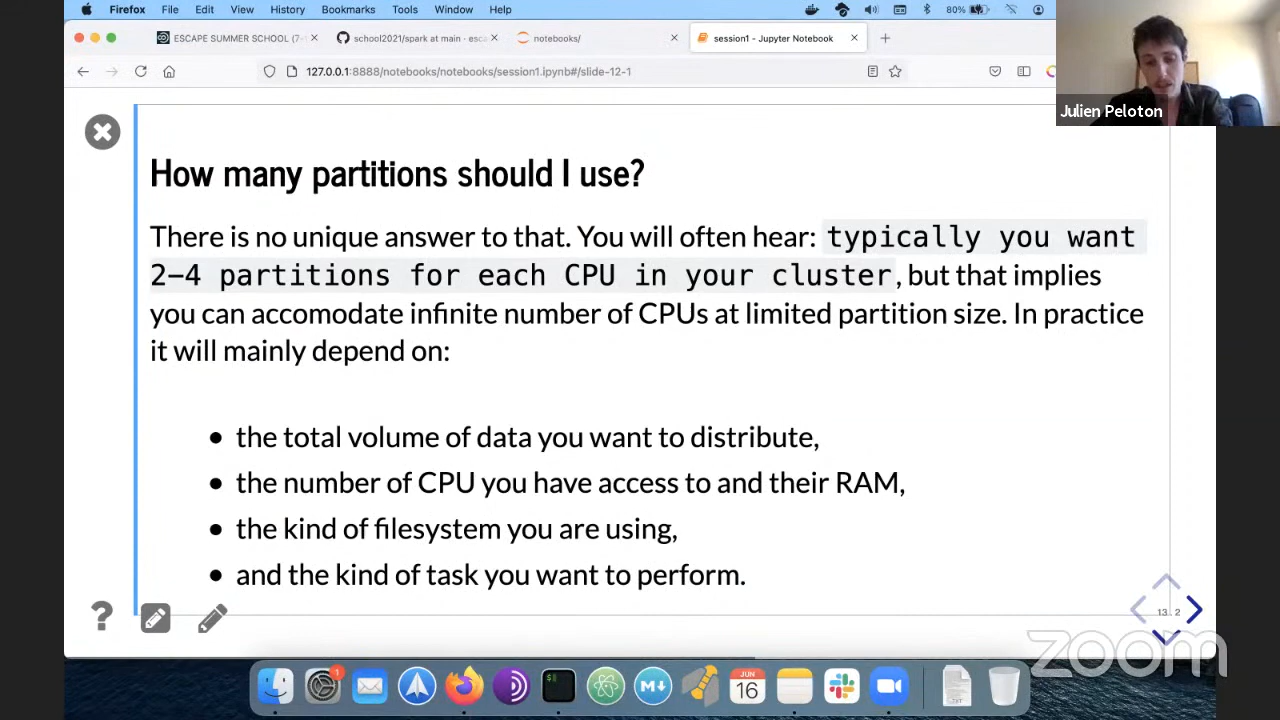 Firefox File Edit View History Bookmarks Tools Window Help 80%
ESCAPE SUMMER SCHOOL (7- school2021/spark at main · esca notebooks/ session1 - Jupyter Notebook
127.0.0.1:8888/notebooks/notebooks/session1.ipynb#/slide-12-1
Julien Peloton
How many partitions should I use?
There is no unique answer to that. You will often hear: typically you want
2-4 partitions for each CPU in your cluster, but that implies
you can accomodate infinite number of CPUs at limited partition size. In practice
it will mainly depend on:
the total volume of data you want to distribute,
the number of CPU you have access to and their RAM,
the kind of filesystem you are using,
and the kind of task you want to perform.
13.2
zoom
1
$
M
JUN
16
TXT